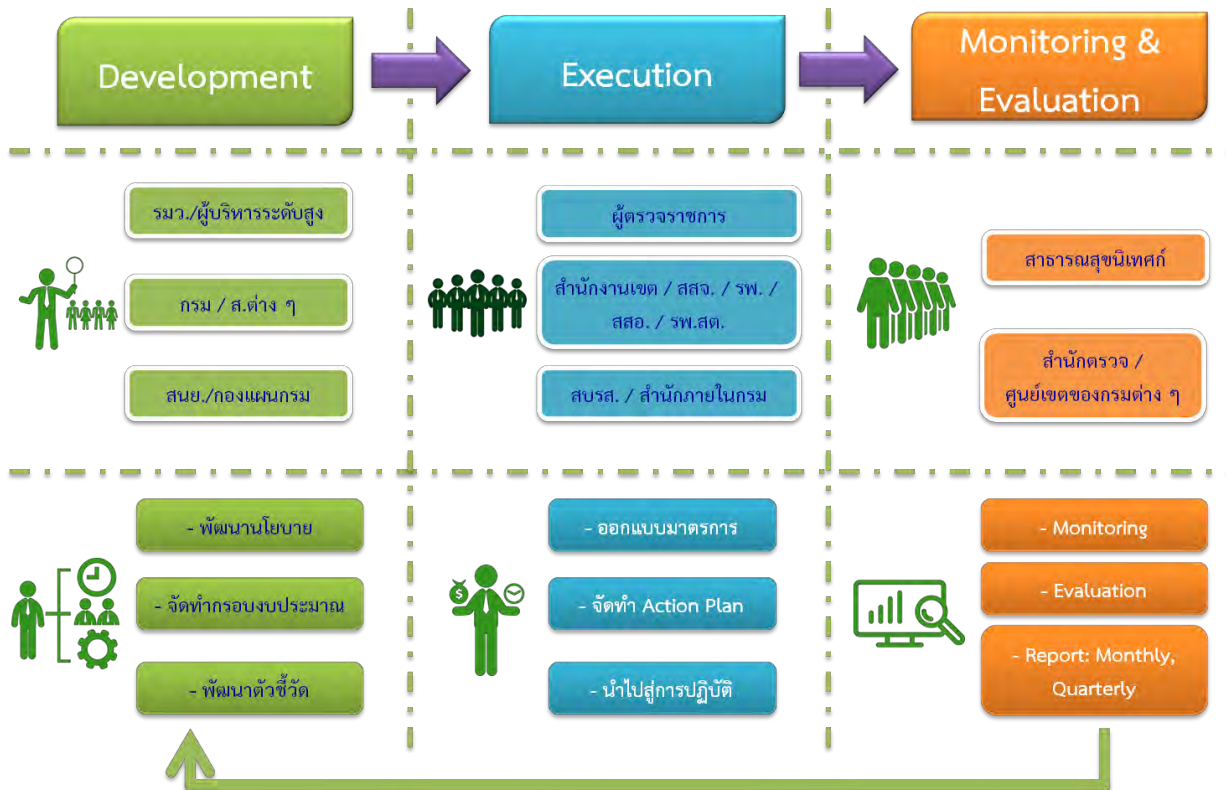 Development
Execution
Monitoring &
Evaluation
รมว./ผู้บริหารระดับสูง
กรม / ส.ต่าง ๆ
สนย./กองแผนกรม
ผู้ตรวจราชการ
สำนักงานเขต / สสจ. / รพ. /
สสอ. / รพ.สต.
สบรส. / สำนักภายในกรม
สาธารณสุขนิเทศก์
สำนักตรวจ /
ศูนย์เขตของกรมต่าง ๆ
- พัฒนานโยบาย
- จัดทำกรอบงบประมาณ
- พัฒนาตัวชี้วัด
$
- ออกแบบมาตรการ
- จัดทำ Action Plan
- นำไปสู่การปฏิบัติ
- Monitoring
- Evaluation
- Report: Monthly,
Quarterly